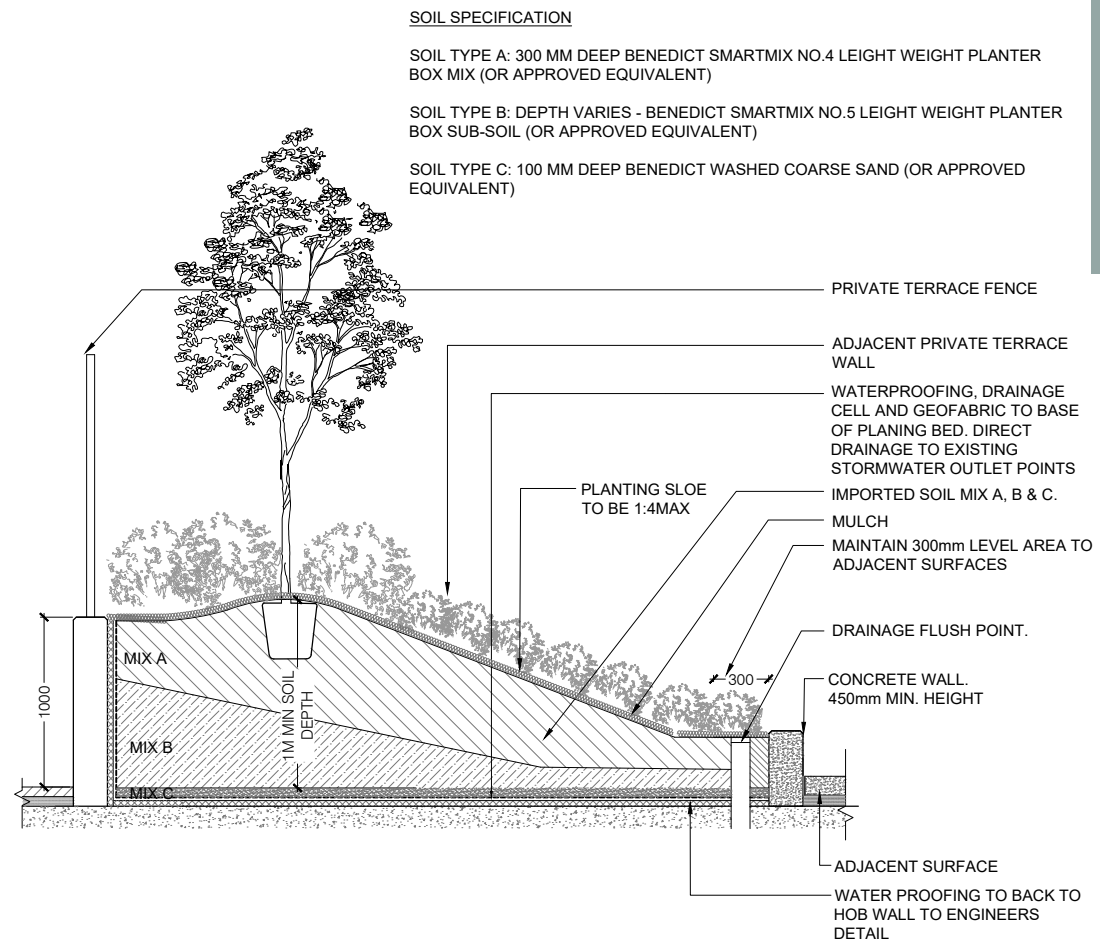 SOIL SPECIFICATION
SOIL TYPE A: 300 MM DEEP BENEDICT SMARTMIX NO.4 LEIGHT WEIGHT PLANTER
BOX MIX (OR APPROVED EQUIVALENT)
SOIL TYPE B: DEPTH VARIES - BENEDICT SMARTMIX NO.5 LEIGHT WEIGHT PLANTER
BOX SUB-SOIL (OR APPROVED EQUIVALENT)
SOIL TYPE C: 100 MM DEEP BENEDICT WASHED COARSE SAND (OR APPROVED
EQUIVALENT)
PRIVATE TERRACE FENCE
ADJACENT PRIVATE TERRACE
WALL
WATERPROOFING, DRAINAGE
CELL AND GEOFABRIC TO BASE
OF PLANING BED. DIRECT
DRAINAGE TO EXISTING
STORMWATER OUTLET POINTS
PLANTING SLOE
TO BE 1:4MAX
IMPORTED SOIL MIX A, B & C.
MULCH
MAINTAIN 300mm LEVEL AREA TO
ADJACENT SURFACES
DRAINAGE FLUSH POINT.
300
CONCRETE WALL.
450mm MIN. HEIGHT
1000
MIX A
1M MIN SOIL
DEPTH
MIX B
MIX C
ADJACENT SURFACE
WATER PROOFING TO BACK TO
HOB WALL TO ENGINEERS
DETAIL